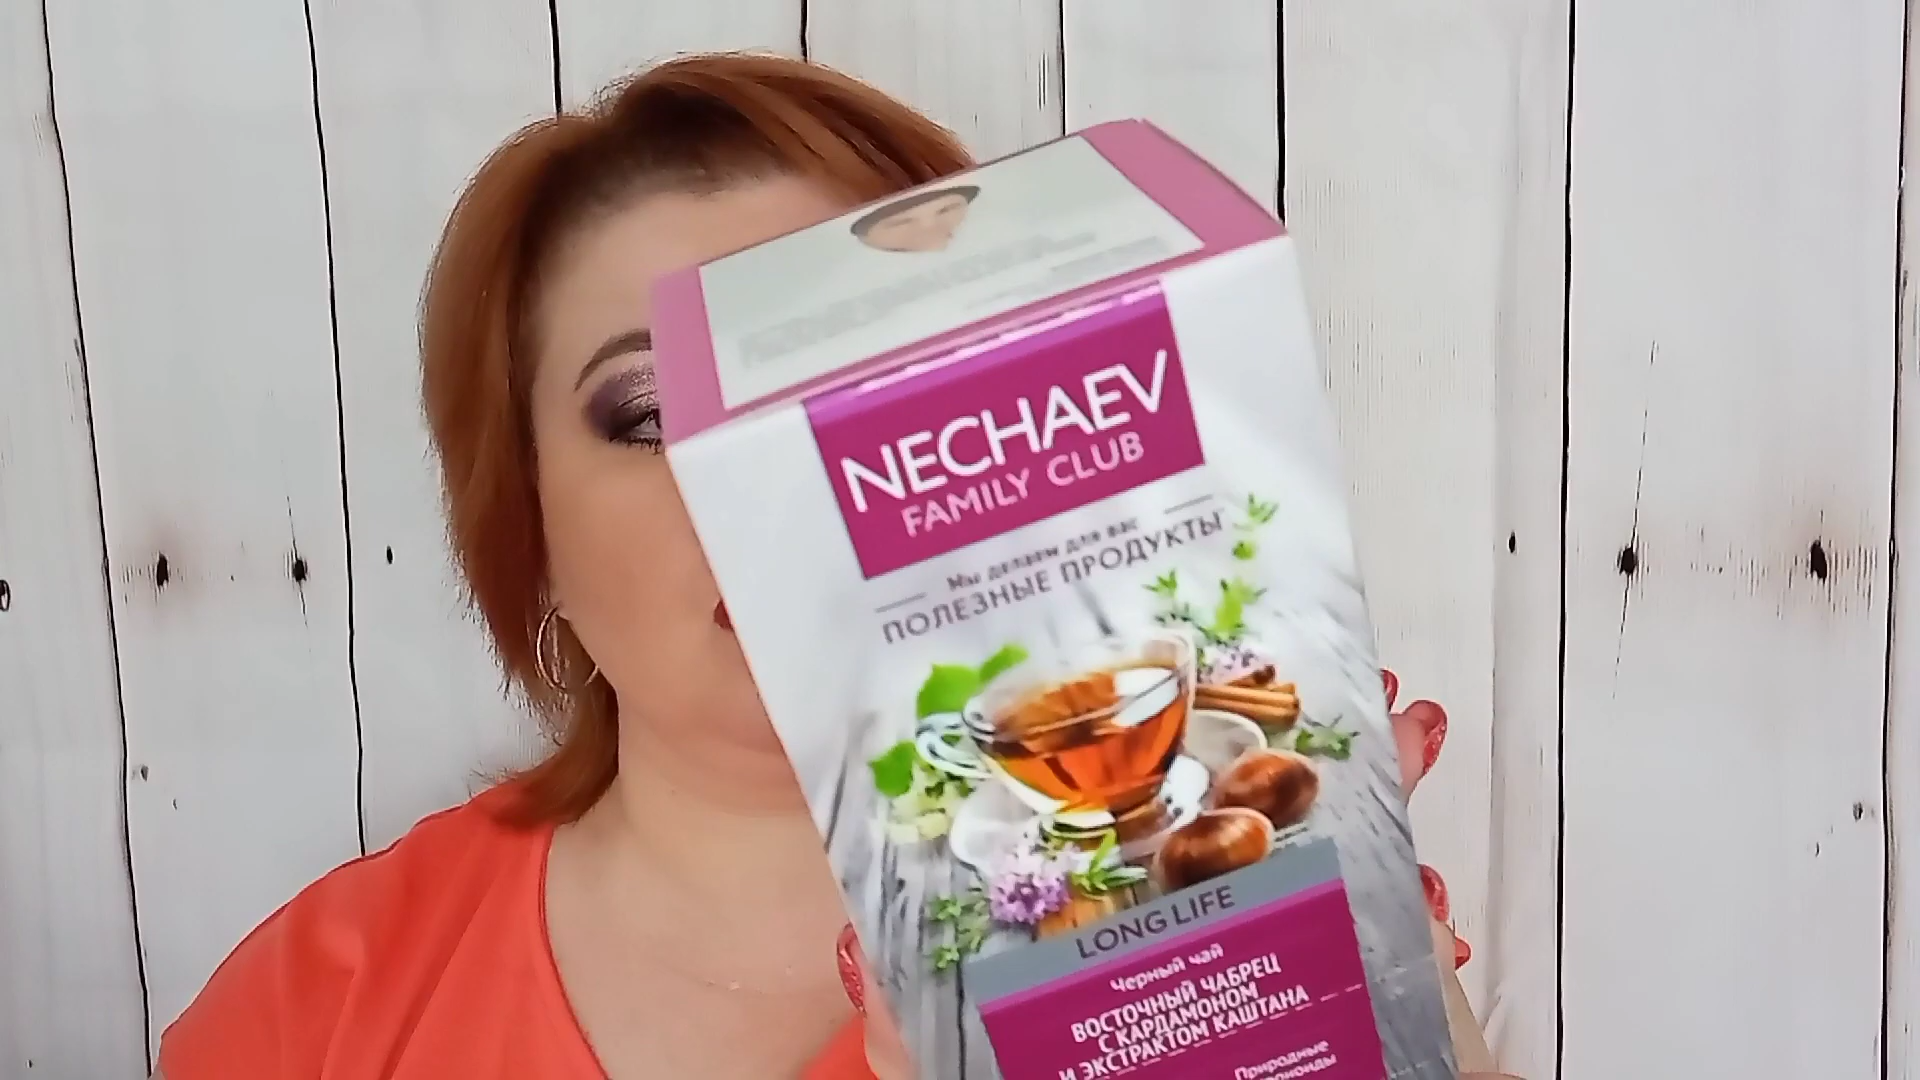 NECHAEV
FAMILY CLUB
Мы делаем для вас
ПОЛЕЗНЫЕ ПРОДУКТЫ
LONG LIFE
Черный чай
ВОСТОЧНЫЙ ЧАБРЕЦ
С КАРДАМОНОМ
И ЭКСТРАКТОМ КАШТАНА
Природные